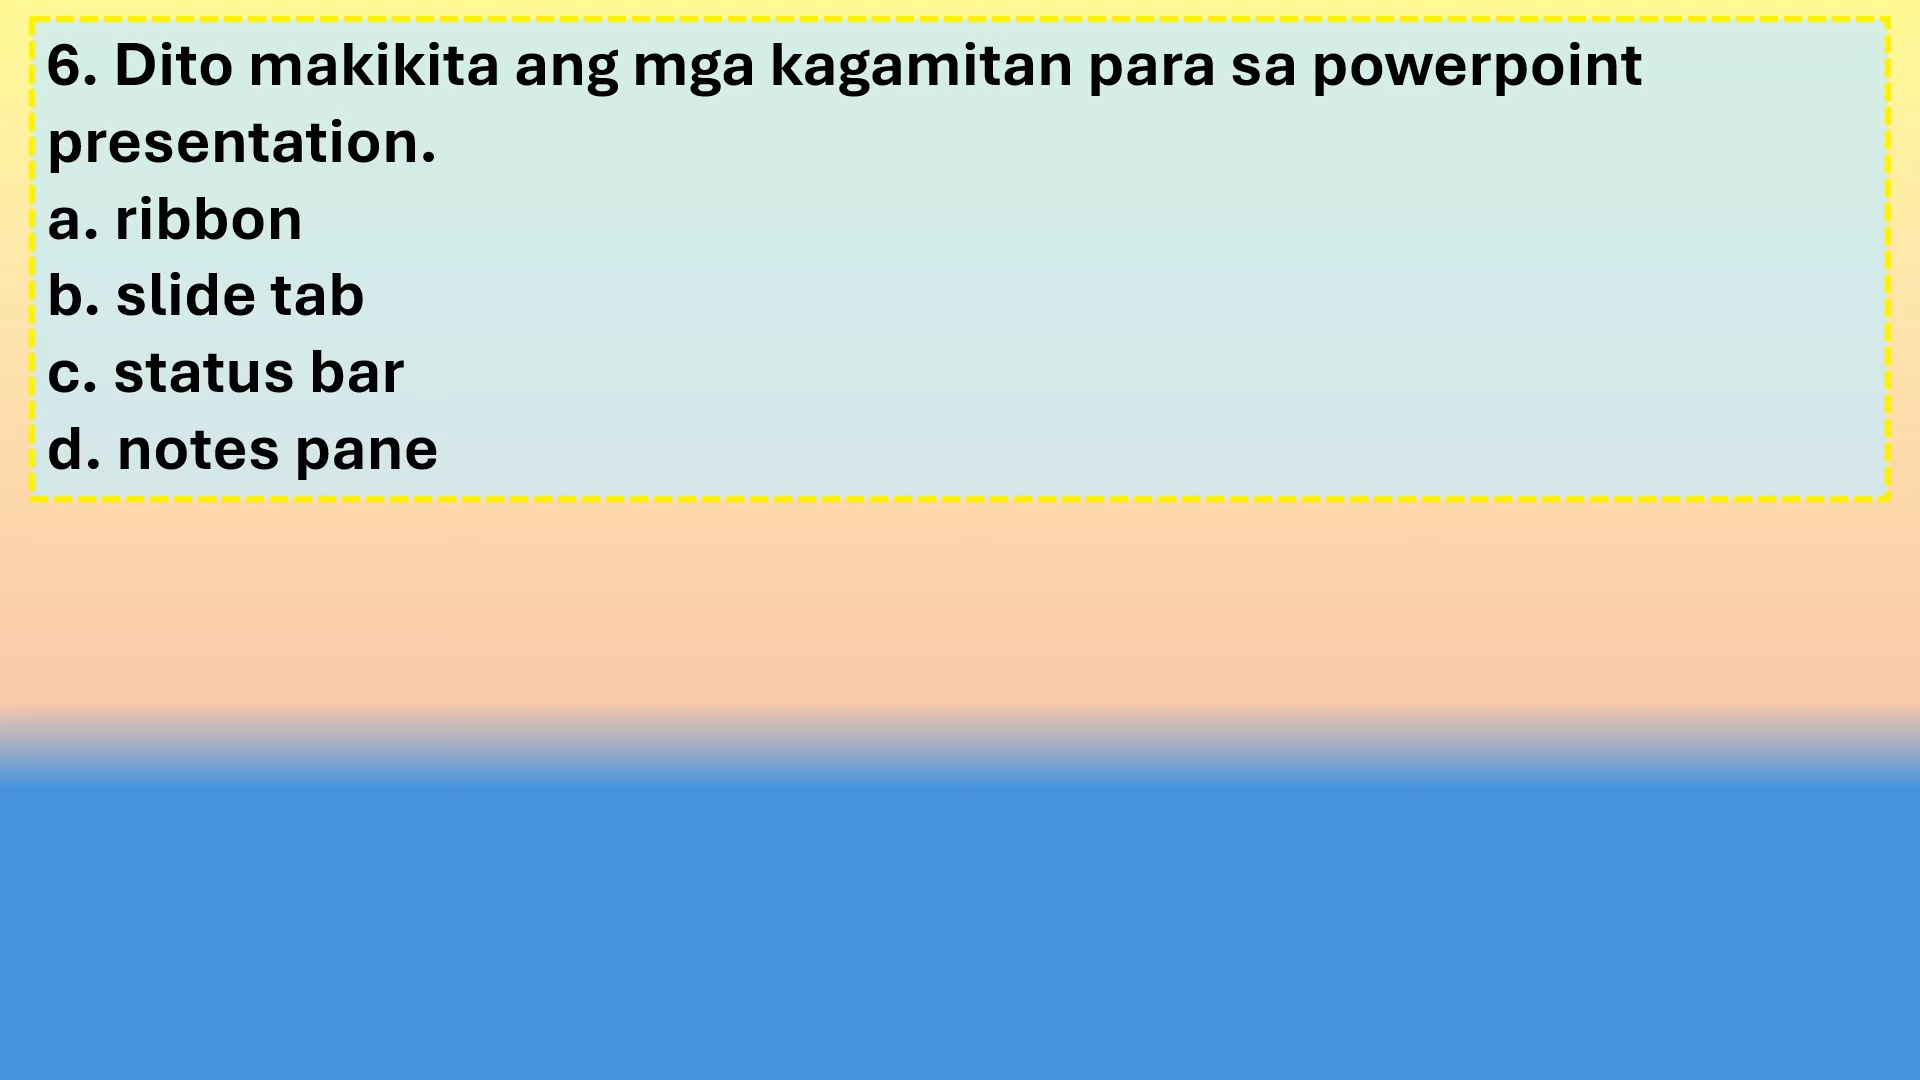 6. Dito makikita ang mga kagamitan para sa powerpoint
presentation.
a. ribbon
b. slide tab
c. status bar
d. notes pane